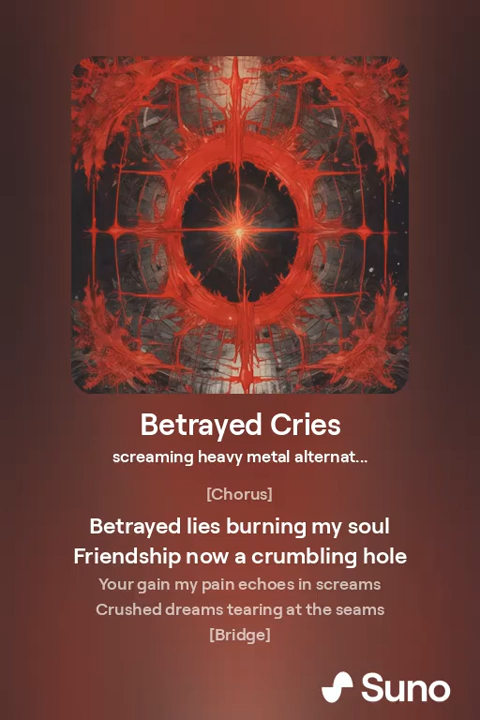 Betrayed Cries
screaming heavy metal alternat...
[Chorus]
Betrayed lies burning my soul
Friendship now a crumbling hole
Your gain my pain echoes in screams
Crushed dreams tearing at the seams
[Bridge]
Suno